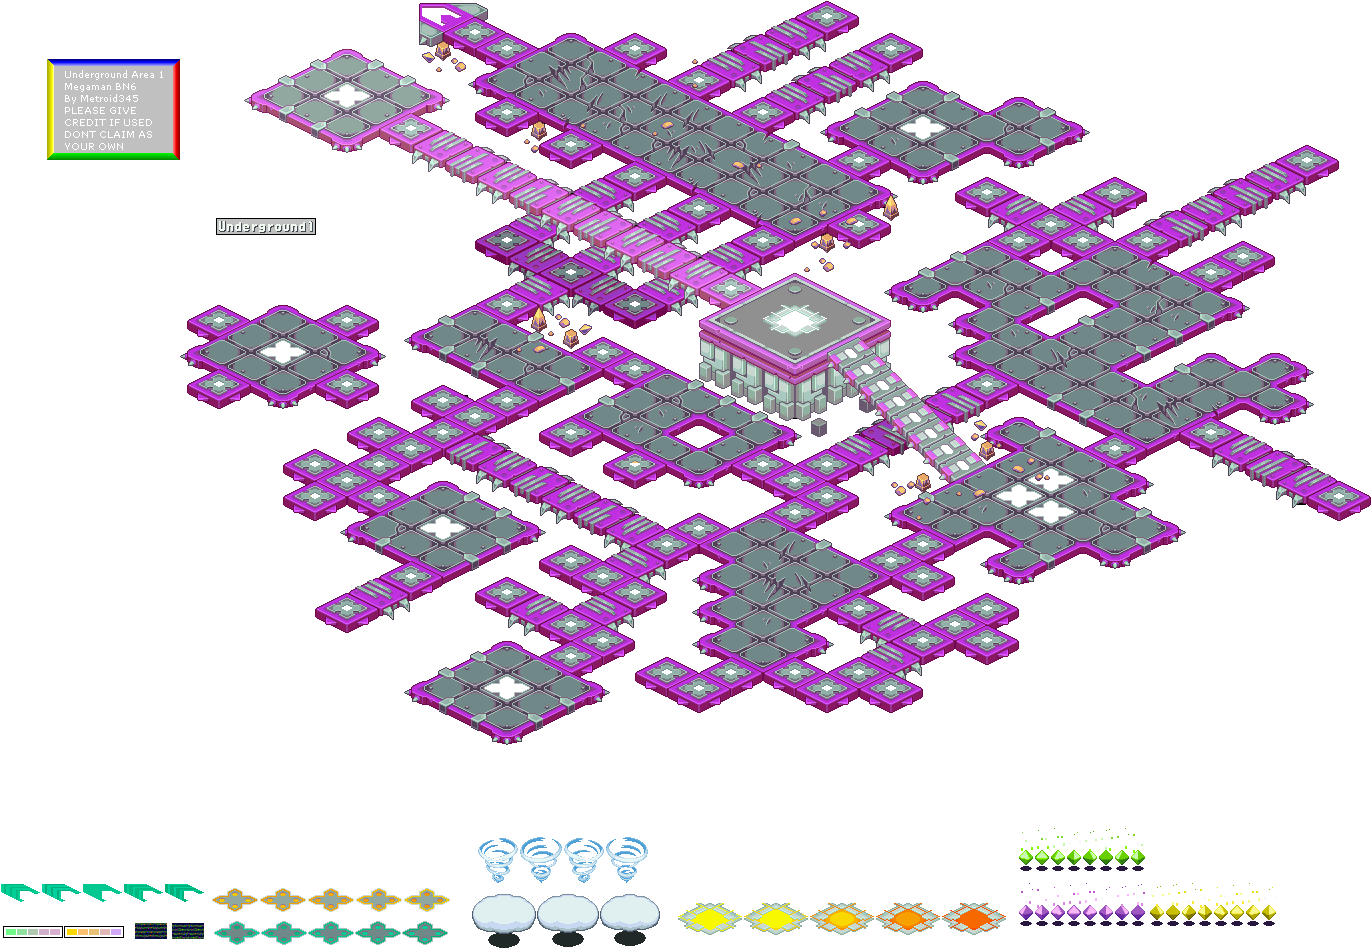 Underground Area 1
Megaman BN6
By Metroid345
PLEASE GIVE
CREDIT IF USED
DONT CLAIM AS
YOUR OWN
Underground1